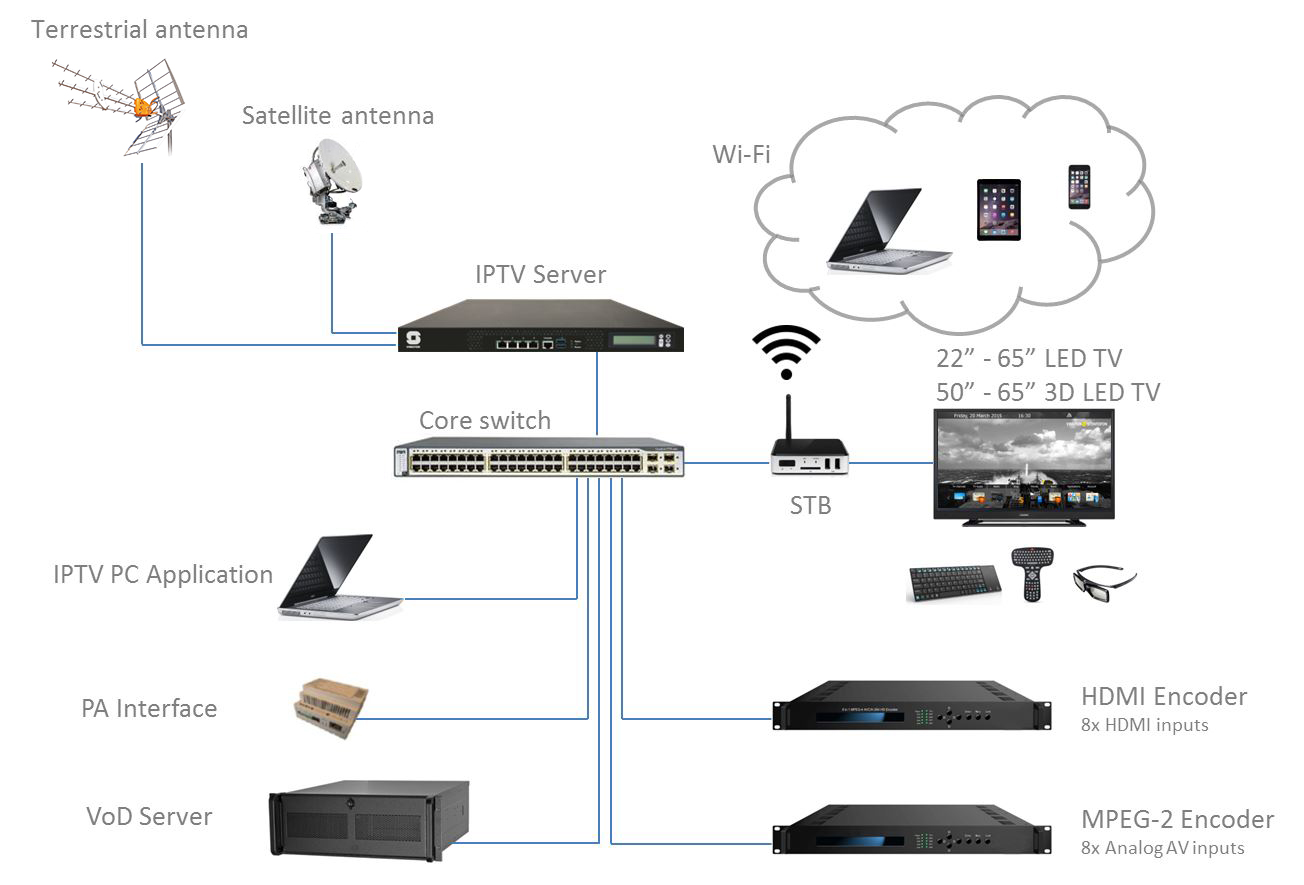 Terrestrial antenna
Satellite antenna
Wi-Fi
IPTV Server
22” - 65” LED TV
50” - 65” 3D LED TV
Friday, 20 March 2015 16:30
Core switch
STB
IPTV PC Application
PA Interface
HDMI Encoder
8x HDMI inputs
VoD Server
MPEG-2 Encoder
8x Analog AV inputs